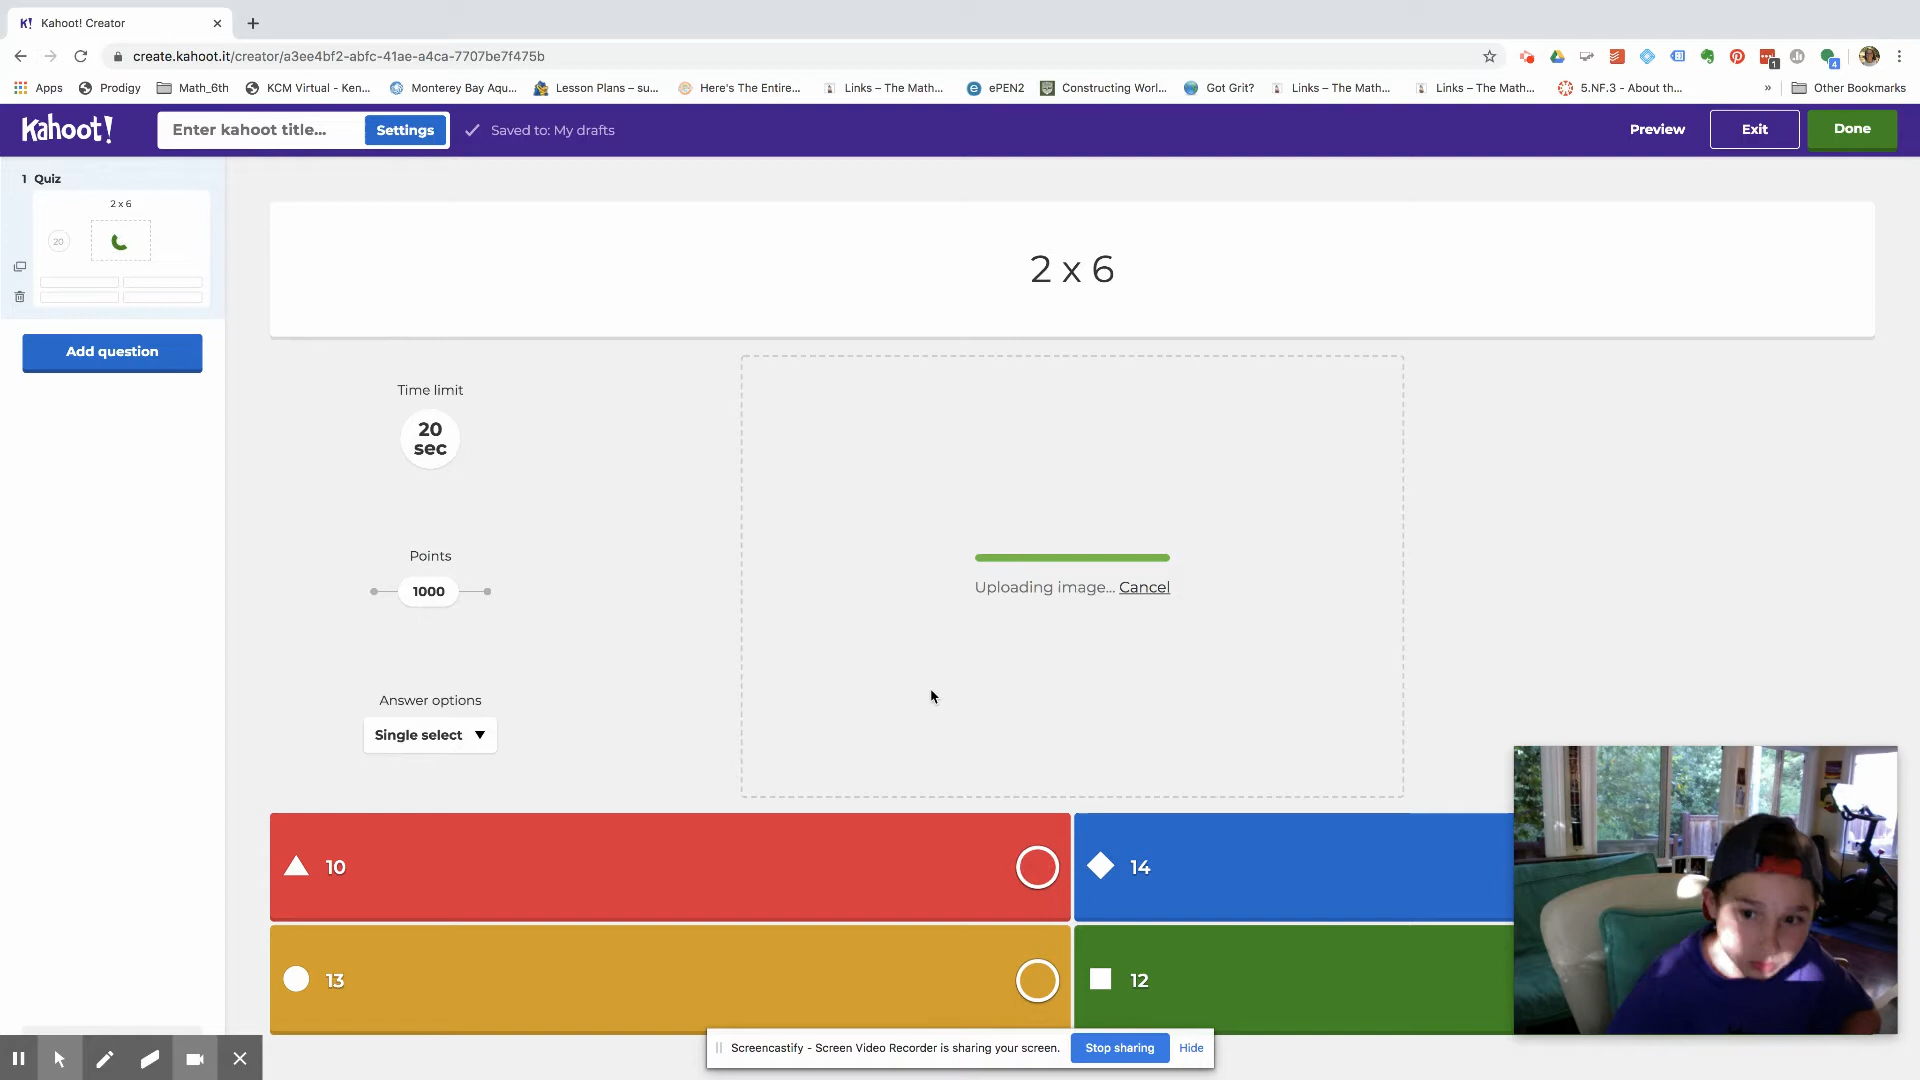 K! Kahoot! Creator
create.kahoot.it/creator/a3ee4bf2-abfc-41ae-a4ca-7707be7f475b
1
4
Apps Prodigy Math_6th KCM Virtual - Ken... Monterey Bay Aqu... Lesson Plans – su... Here's The Entire... Links – The Math... ePEN2 Constructing Worl... Got Grit? Links – The Math... Links – The Math... 5.NF.3 - About th... » Other Bookmarks
Kahoot! Enter kahoot title... Settings Saved to: My drafts Preview Exit Done
1 Quiz
2 x 6
20
Add question
2 x 6
Time limit
20
sec
Points
1000
Uploading image... Cancel
Answer options
Single select
10
14
13
12
Screencastify - Screen Video Recorder is sharing your screen. Stop sharing Hide